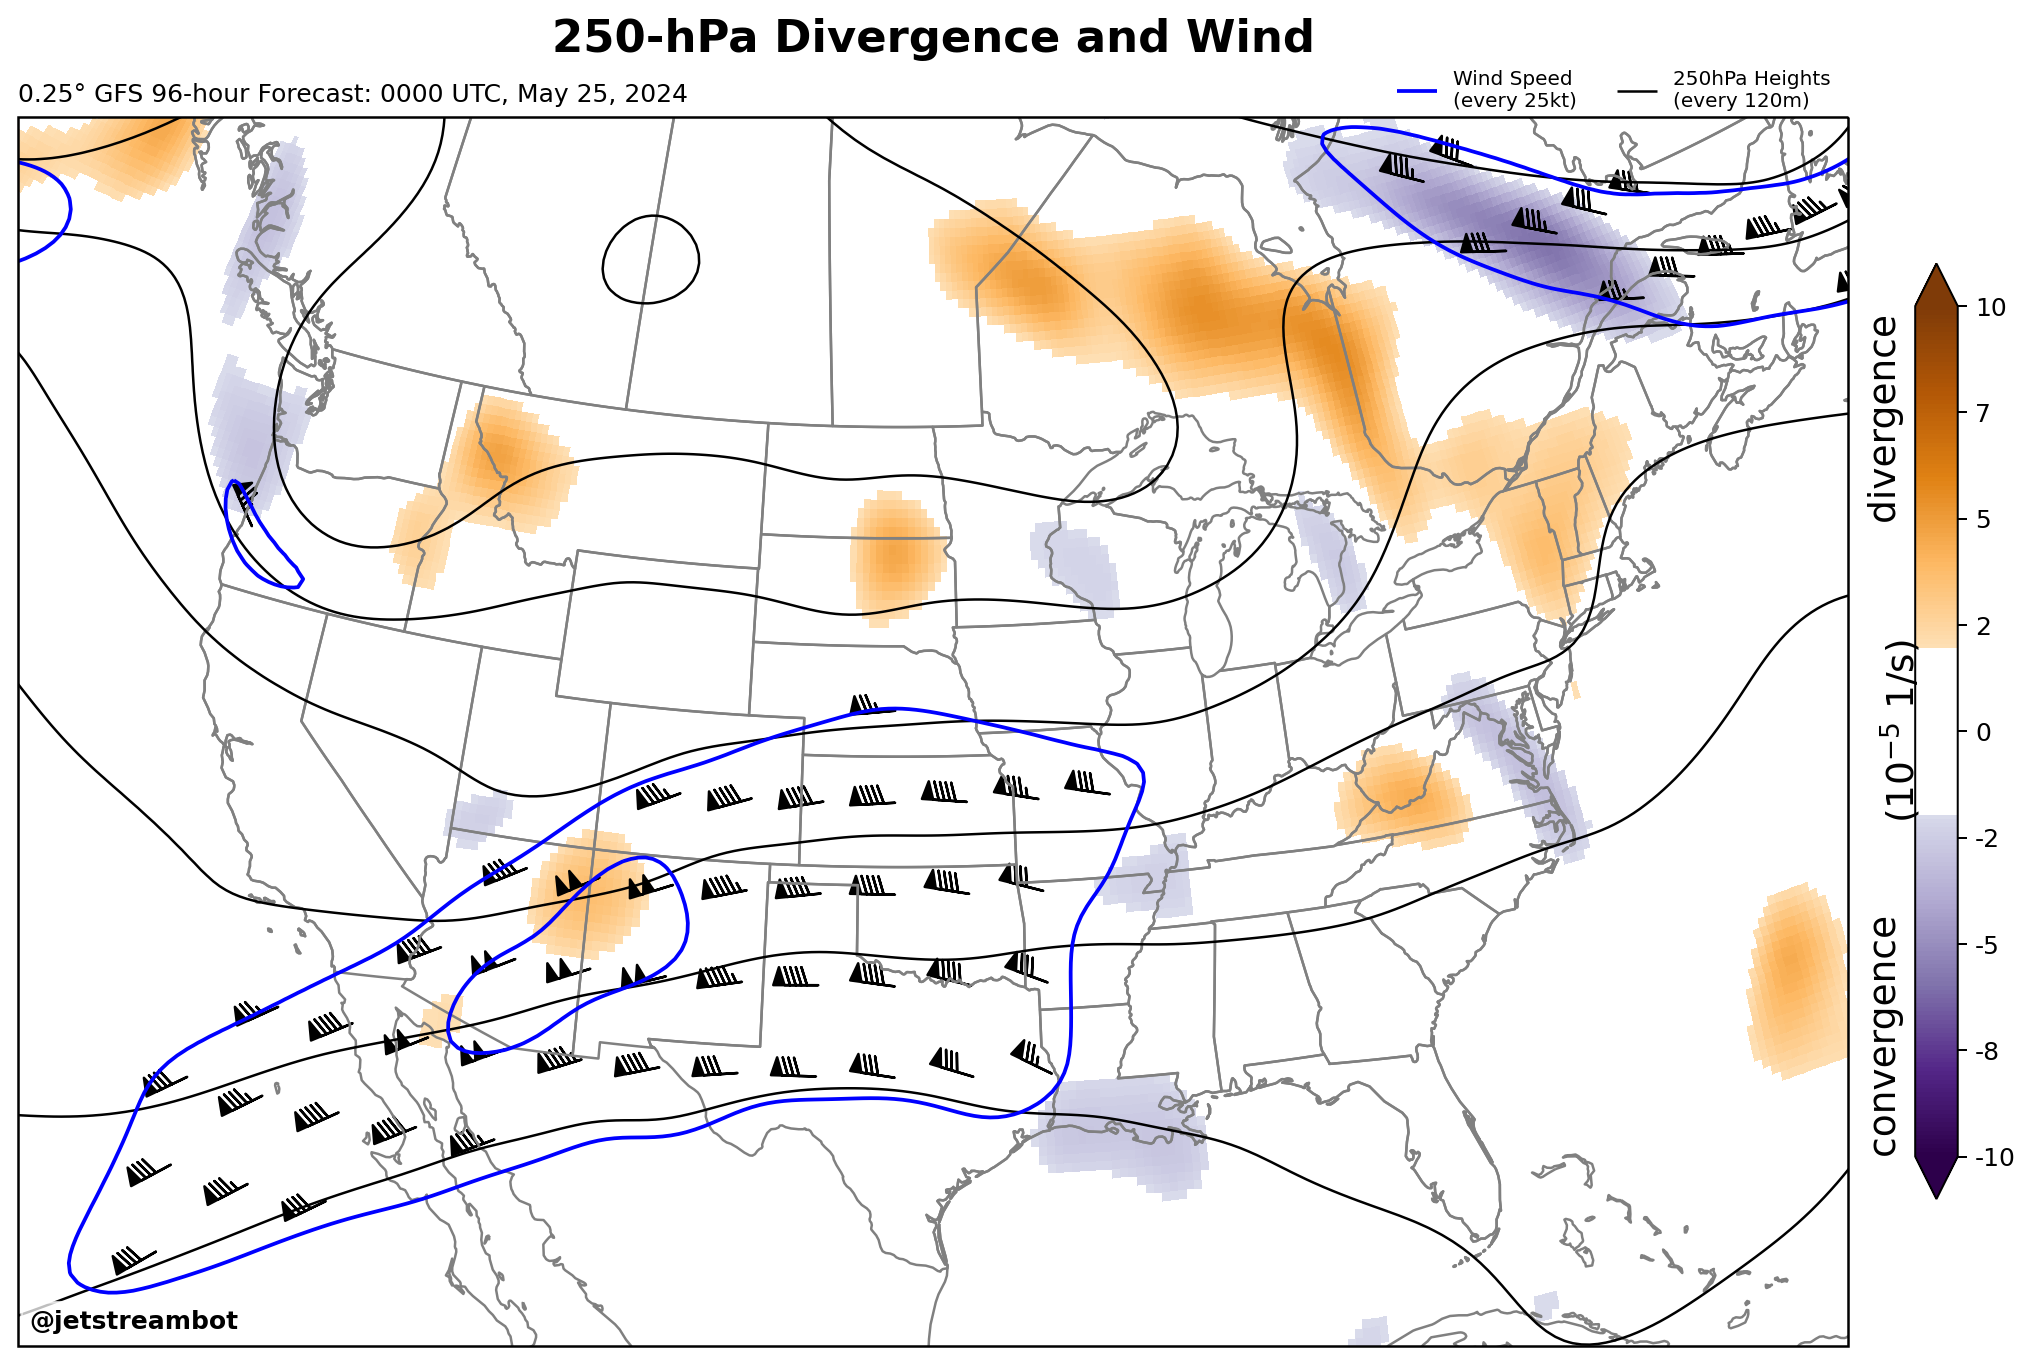 250-hPa Divergence and Wind
0.25° GFS 96-hour Forecast: 0000 UTC, May 25, 2024
Wind Speed
(every 25kt)
250hPa Heights
(every 120m)
10
7
5
2
0
-2
-5
-8
-10
convergence
(10⁻⁵ 1/s)
divergence
@jetstreambot